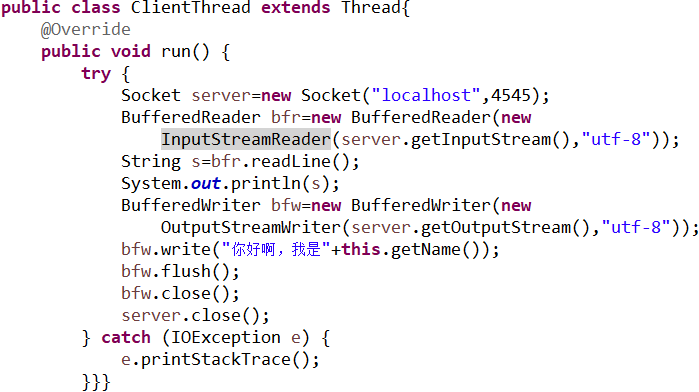 public class ClientThread extends Thread{
@Override
public void run() {
try {
Socket server=new Socket("localhost",4545);
BufferedReader bfr=new BufferedReader(new
InputStreamReader(server.getInputStream(),"utf-8"));
String s=bfr.readLine();
System.out.println(s);
BufferedWriter bfw=new BufferedWriter(new
OutputStreamWriter(server.getOutputStream(),"utf-8"));
bfw.write("你好啊，我是"+this.getName());
bfw.flush();
bfw.close();
server.close();
} catch (IOException e) {
e.printStackTrace();
}}}